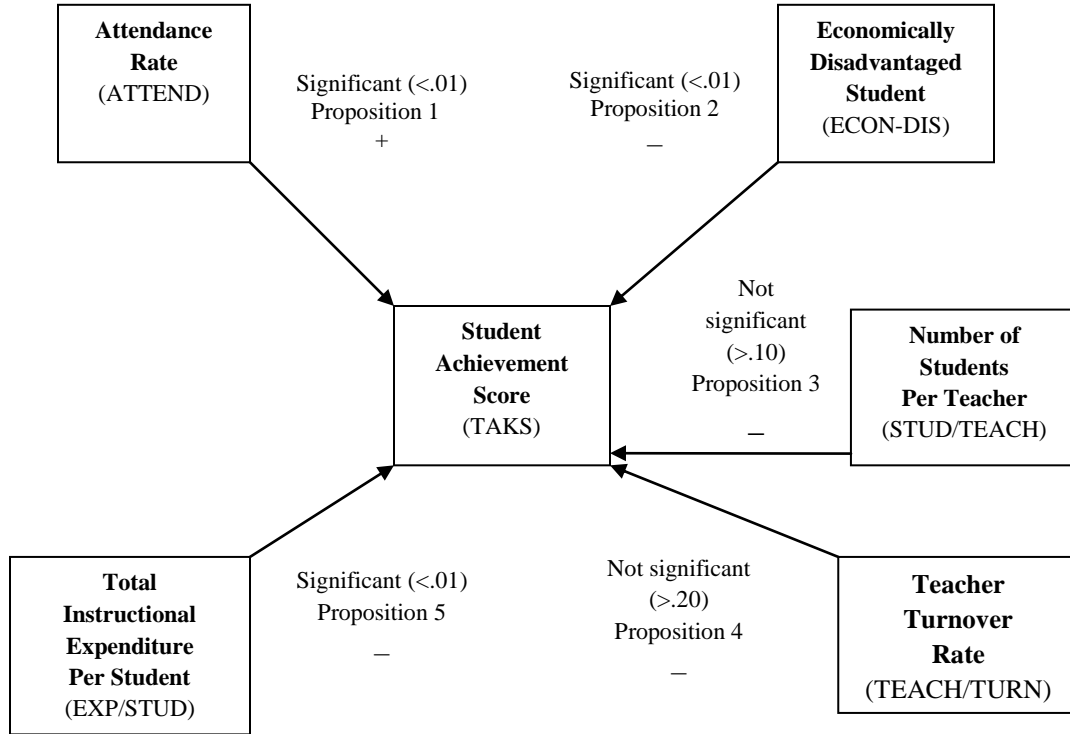 Attendance
Rate
(ATTEND)
Significant (<.01)
Proposition 1
+
Significant (<.01)
Proposition 2
—
Economically
Disadvantaged
Student
(ECON-DIS)
Student
Achievement
Score
(TAKS)
Not
significant
(>.10)
Proposition 3
—
Number of
Students
Per Teacher
(STUD/TEACH)
Total
Instructional
Expenditure
Per Student
(EXP/STUD)
Significant (<.01)
Proposition 5
—
Not significant
(>.20)
Proposition 4
—
Teacher
Turnover
Rate
(TEACH/TURN)